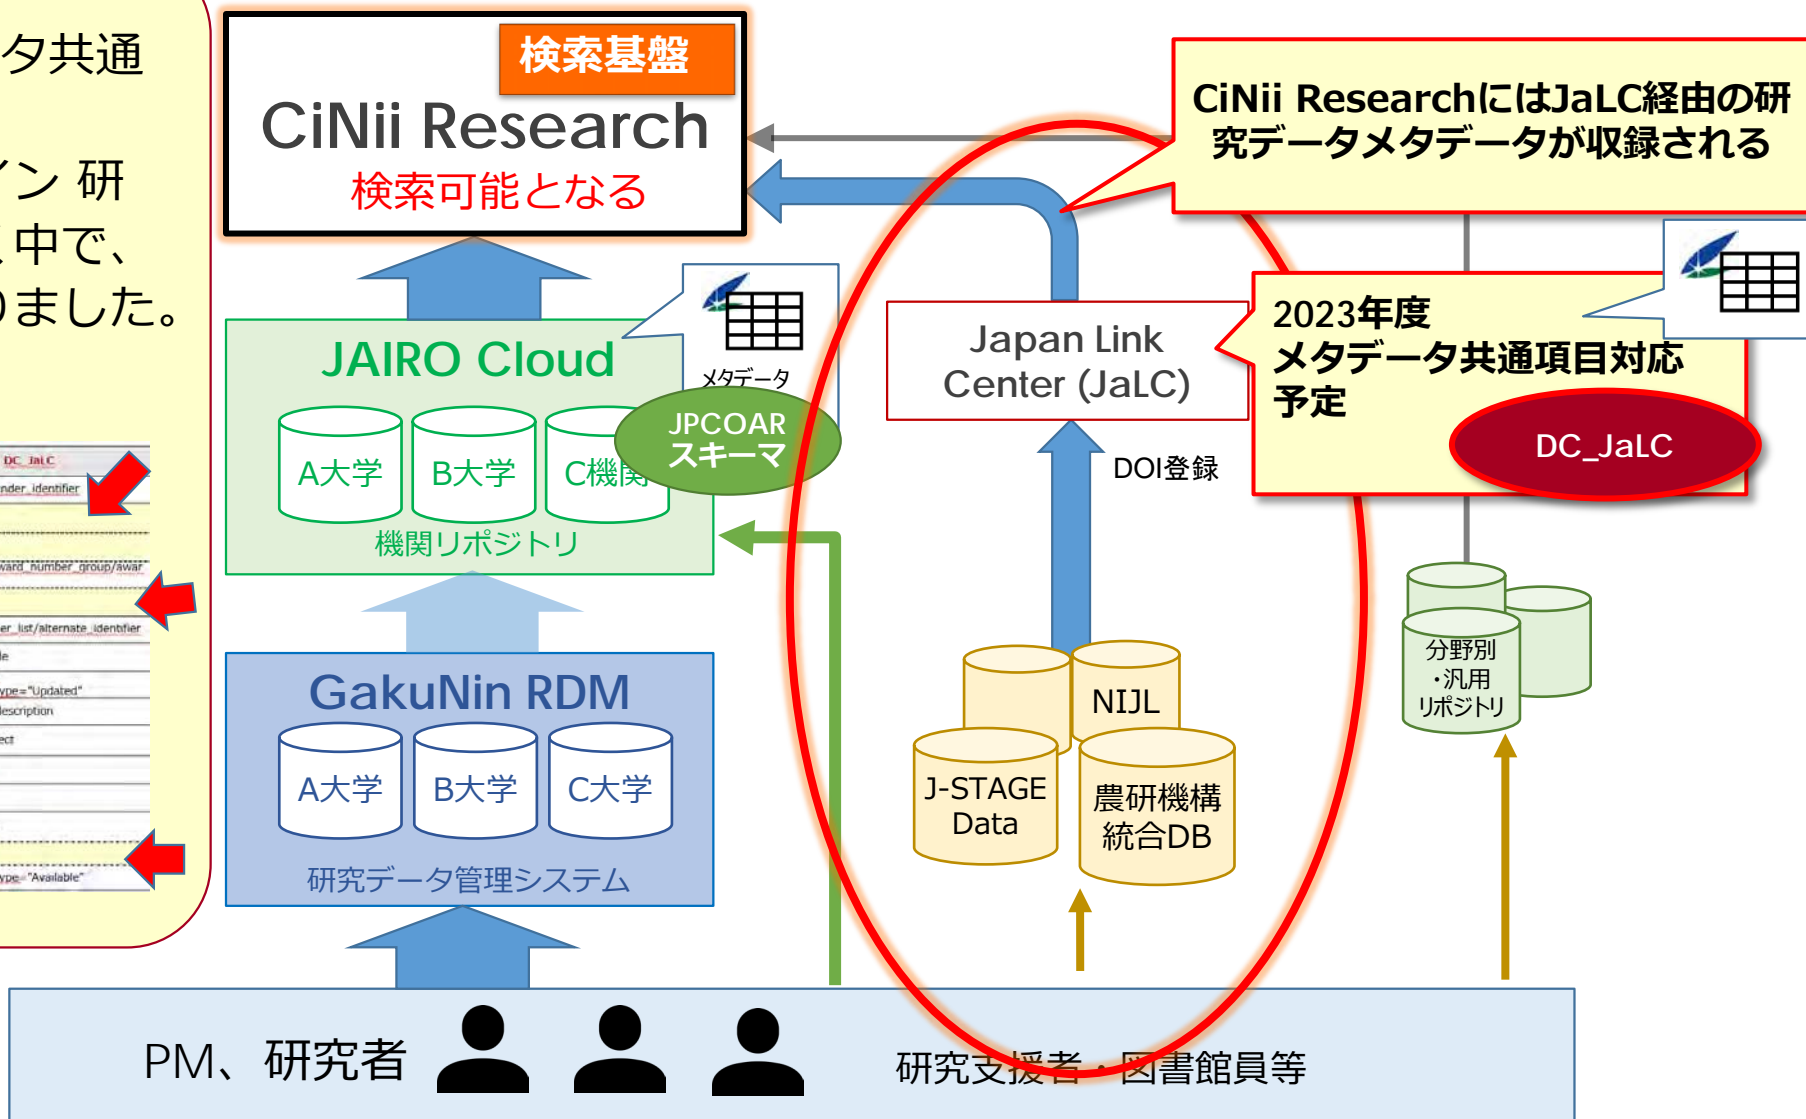 タ共通
イン 研
中で、
りました。
DC_JaLC
nder_identifier
ward_number_group/awar
er_list/alternate_identifier
le
ype="Updated"
description
ect
ype="Available"
検索基盤
CiNii Research
検索可能となる
CiNii ResearchにはJaLC経由の研
究データメタデータが収録される
JAIRO Cloud
A大学
B大学
C機関
機関リポジトリ
メタデータ
JPCOAR
スキーマ
Japan Link
Center (JaLC)
2023年度
メタデータ共通項目対応
予定
DC_JaLC
DOI登録
GakuNin RDM
A大学
B大学
C大学
研究データ管理システム
NIJL
J-STAGE
Data
農研機構
統合DB
分野別
・汎用
リポジトリ
PM、研究者
研究支援者・図書館員等